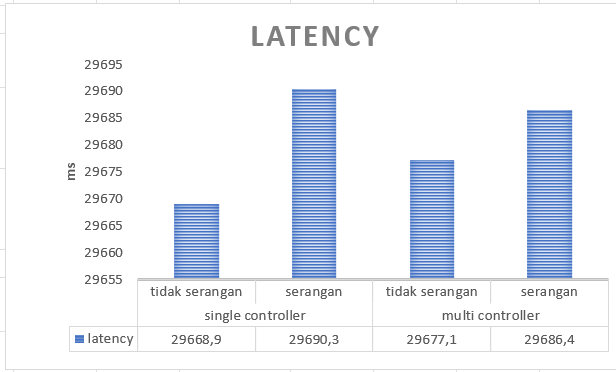 LATENCY
29695
29690
29685
29680
29675
29670
29665
29660
29655
ms
tidak serangan serangan tidak serangan serangan
single controller multi controller
latency 29668,9 29690,3 29677,1 29686,4